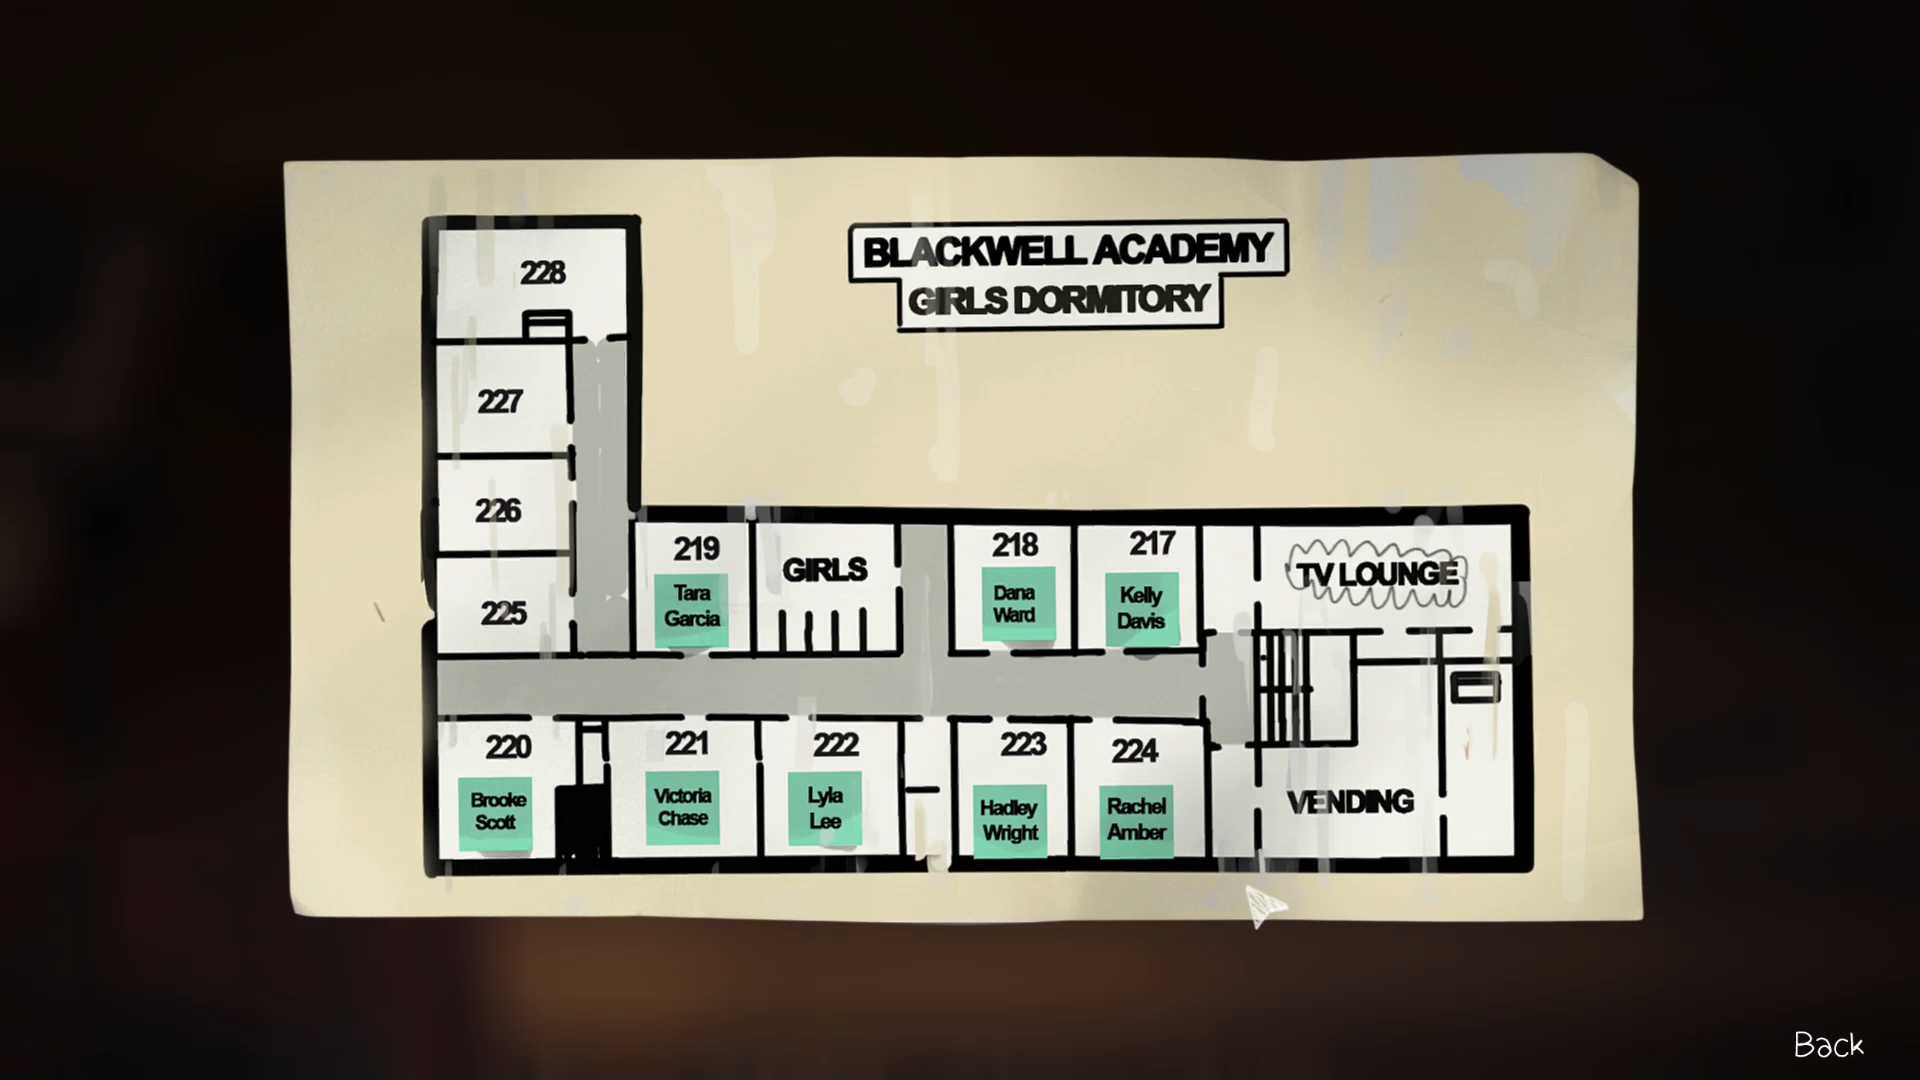 BLACKWELL ACADEMY
GIRLS DORMITORY
228
227
226
225
219
Tara
Garcia
GIRLS
218
Dana
Ward
217
Kelly
Davis
TV LOUNGE
220
Brooke
Scott
221
Victoria
Chase
222
Lyla
Lee
223
Hadley
Wright
224
Rachel
Amber
VENDING
Back